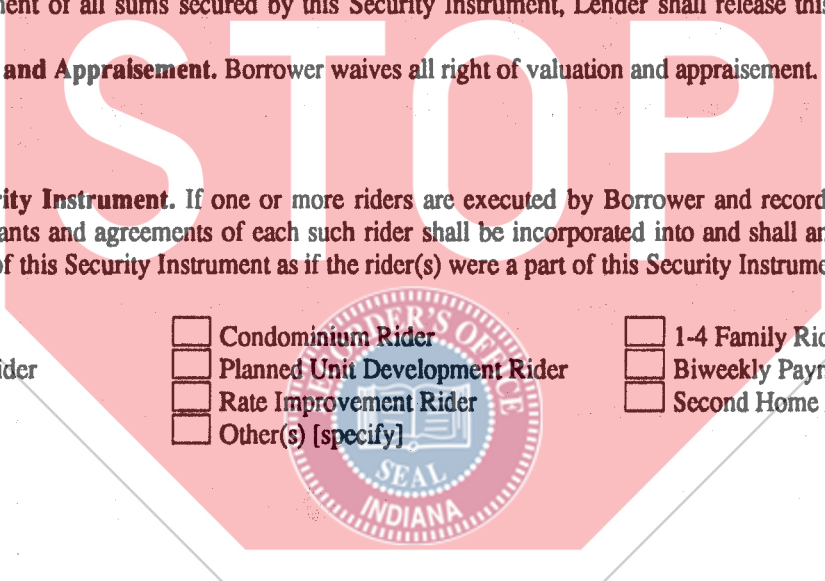 ment of all sums secured by this Security Instrument, Lender shall release this
and Appraisement. Borrower waives all right of valuation and appraisement.
STOP
rity Instrument. If one or more riders are executed by Borrower and record
ants and agreements of each such rider shall be incorporated into and shall am
of this Security Instrument as if the rider(s) were a part of this Security Instrume
Condominium Rider 1-4 Family Rid
ider Planned Unit Development Rider Biweekly Payn
Rate Improvement Rider Second Home
Other(s) [specify]
RECORDER'S OFFICE
SEAL
INDIANA